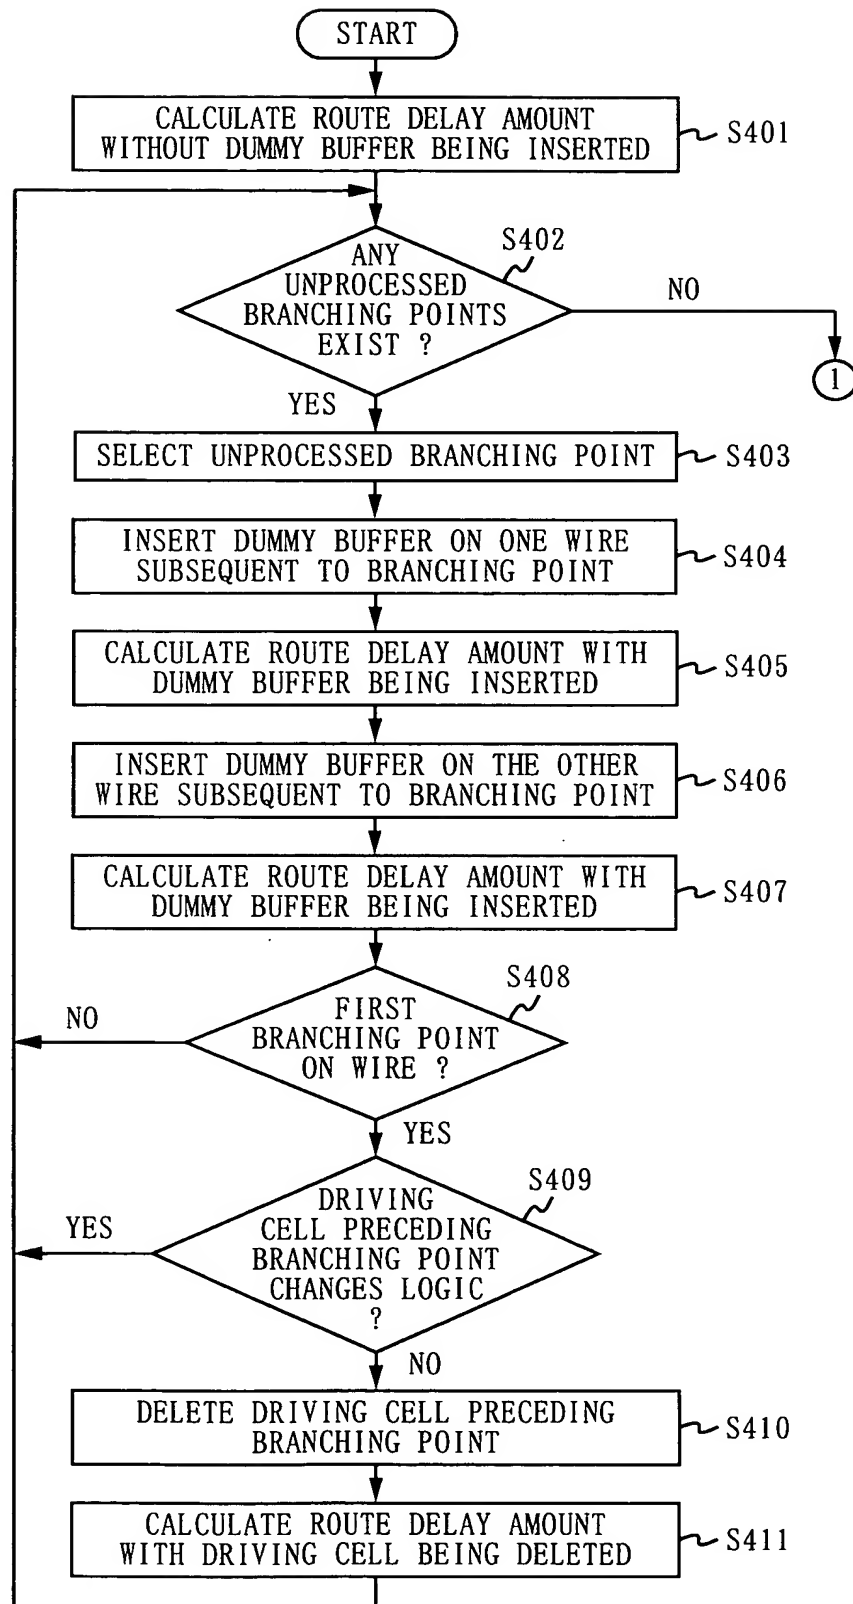 START
CALCULATE ROUTE DELAY AMOUNT
WITHOUT DUMMY BUFFER BEING INSERTED
S401
S402
ANY
UNPROCESSED
BRANCHING POINTS
EXIST ?
NO
1
YES
SELECT UNPROCESSED BRANCHING POINT
S403
INSERT DUMMY BUFFER ON ONE WIRE
SUBSEQUENT TO BRANCHING POINT
S404
CALCULATE ROUTE DELAY AMOUNT WITH
DUMMY BUFFER BEING INSERTED
S405
INSERT DUMMY BUFFER ON THE OTHER
WIRE SUBSEQUENT TO BRANCHING POINT
S406
CALCULATE ROUTE DELAY AMOUNT WITH
DUMMY BUFFER BEING INSERTED
S407
S408
FIRST
BRANCHING POINT
ON WIRE ?
NO
YES
S409
DRIVING
CELL PRECEDING
BRANCHING POINT
CHANGES LOGIC
?
YES
NO
DELETE DRIVING CELL PRECEDING
BRANCHING POINT
S410
CALCULATE ROUTE DELAY AMOUNT
WITH DRIVING CELL BEING DELETED
S411